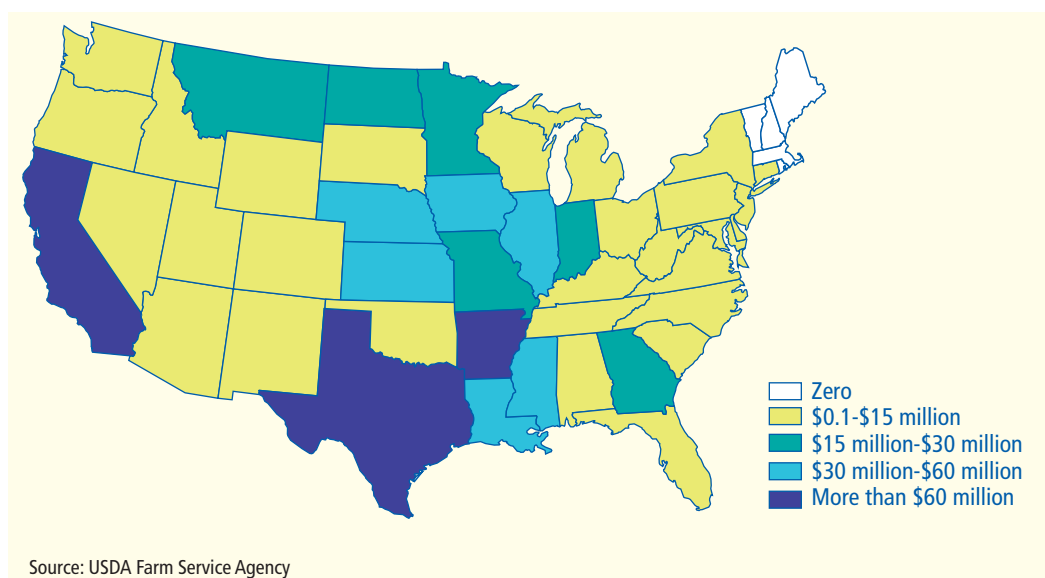 Zero
$0.1-$15 million
$15 million-$30 million
$30 million-$60 million
More than $60 million
Source: USDA Farm Service Agency